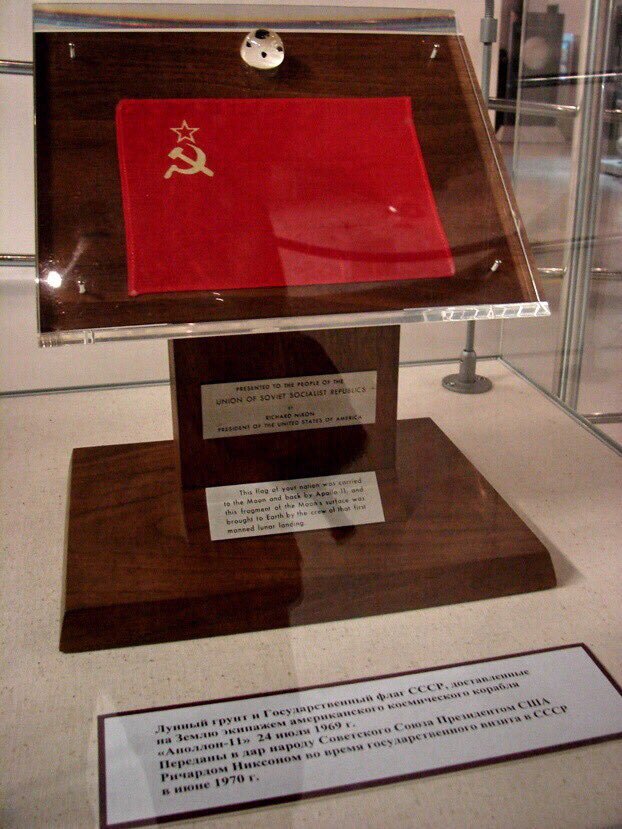 PRESENTED TO THE PEOPLE OF THE
UNION OF SOVIET SOCIALIST REPUBLICS
BY
RICHARD NIXON
PRESIDENT OF THE UNITED STATES OF AMERICA
This flag of your nation was carried
to the Moon and back by Apollo 11, and
this fragment of the Moon's surface was
brought to Earth by the crew of that first
manned lunar landing.
Лунный грунт и Государственный флаг СССР, доставленные
на Землю экипажем американского космического корабля
«Аполлон-11» 24 июля 1969 г.
Переданы в дар народу Советского Союза Президентом США
Ричардом Никсоном во время государственного визита в СССР
в июне 1970 г.